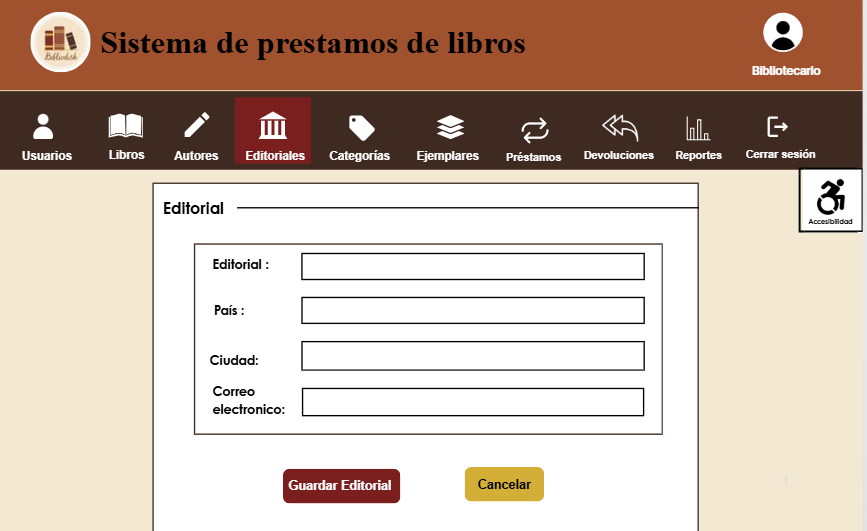 Bibliodesk
Sistema de prestamos de libros
Bibliotecario
Usuarios
Libros
Autores
Editoriales
Categorías
Ejemplares
Préstamos
Devoluciones
Reportes
Cerrar sesión
Accesibilidad
Editorial
Editorial :
País :
Ciudad:
Correo
electronico:
Guardar Editorial
Cancelar